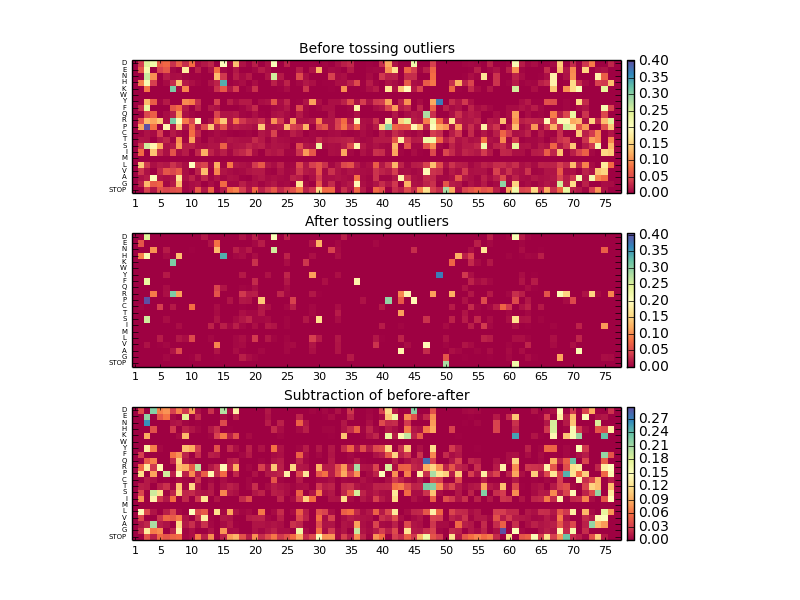 Before tossing outliers
D
E
N
H
K
W
Y
F
Q
R
P
C
T
S
I
M
L
V
A
G
STOP
1 5 10 15 20 25 30 35 40 45 50 55 60 65 70 75
0.40
0.35
0.30
0.25
0.20
0.15
0.10
0.05
0.00
After tossing outliers
D
E
N
H
K
W
Y
F
Q
R
P
C
T
S
I
M
L
V
A
G
STOP
1 5 10 15 20 25 30 35 40 45 50 55 60 65 70 75
0.40
0.35
0.30
0.25
0.20
0.15
0.10
0.05
0.00
Subtraction of before-after
D
E
N
H
K
W
Y
F
Q
R
P
C
T
S
I
M
L
V
A
G
STOP
1 5 10 15 20 25 30 35 40 45 50 55 60 65 70 75
0.27
0.24
0.21
0.18
0.15
0.12
0.09
0.06
0.03
0.00